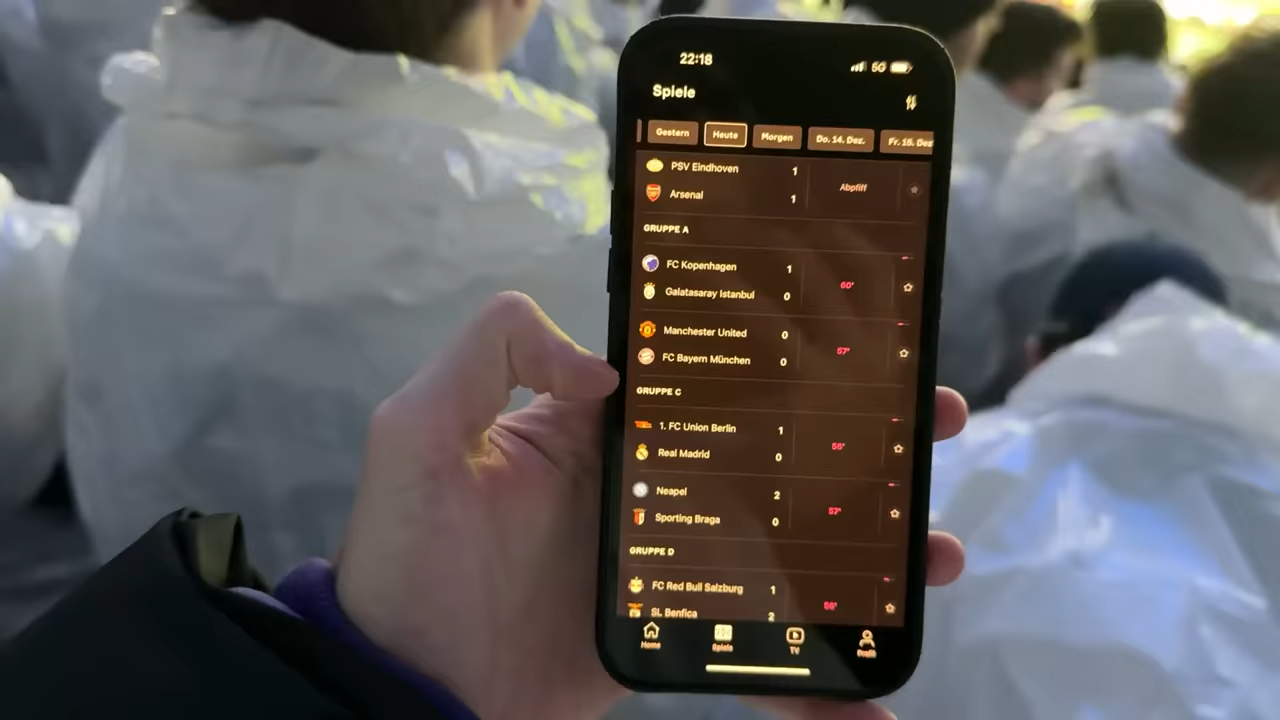 22:18
5G
Spiele
Gestern
Heute
Morgen
Do. 14. Dez.
Fr. 15. Dez
PSV Eindhoven 1
Abpfiff
Arsenal 1
GRUPPE A
FC Kopenhagen 1
60'
Galatasaray Istanbul 0
Manchester United 0
57'
FC Bayern München 0
GRUPPE C
1. FC Union Berlin 1
56'
Real Madrid 0
Neapel 2
57'
Sporting Braga 0
GRUPPE D
FC Red Bull Salzburg 1
56'
SL Benfica 2
Home
Spiele
TV
Profil